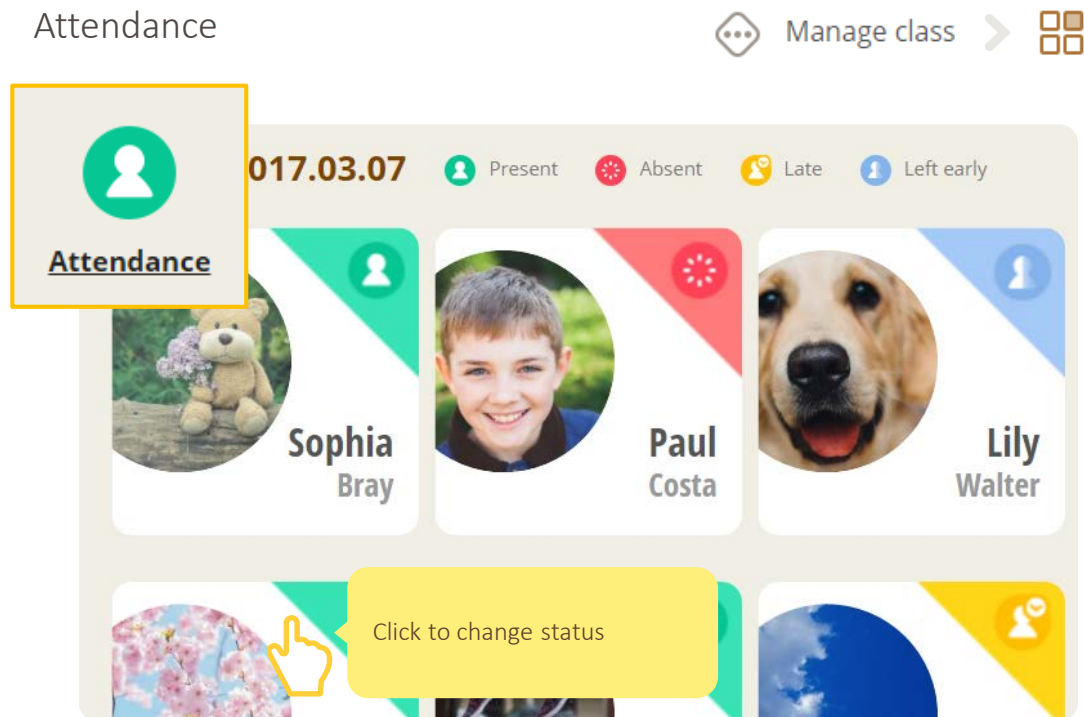 Attendance
Manage class
017.03.07
Present
Absent
Late
Left early
Attendance
Sophia
Bray
Paul
Costa
Lily
Walter
Click to change status